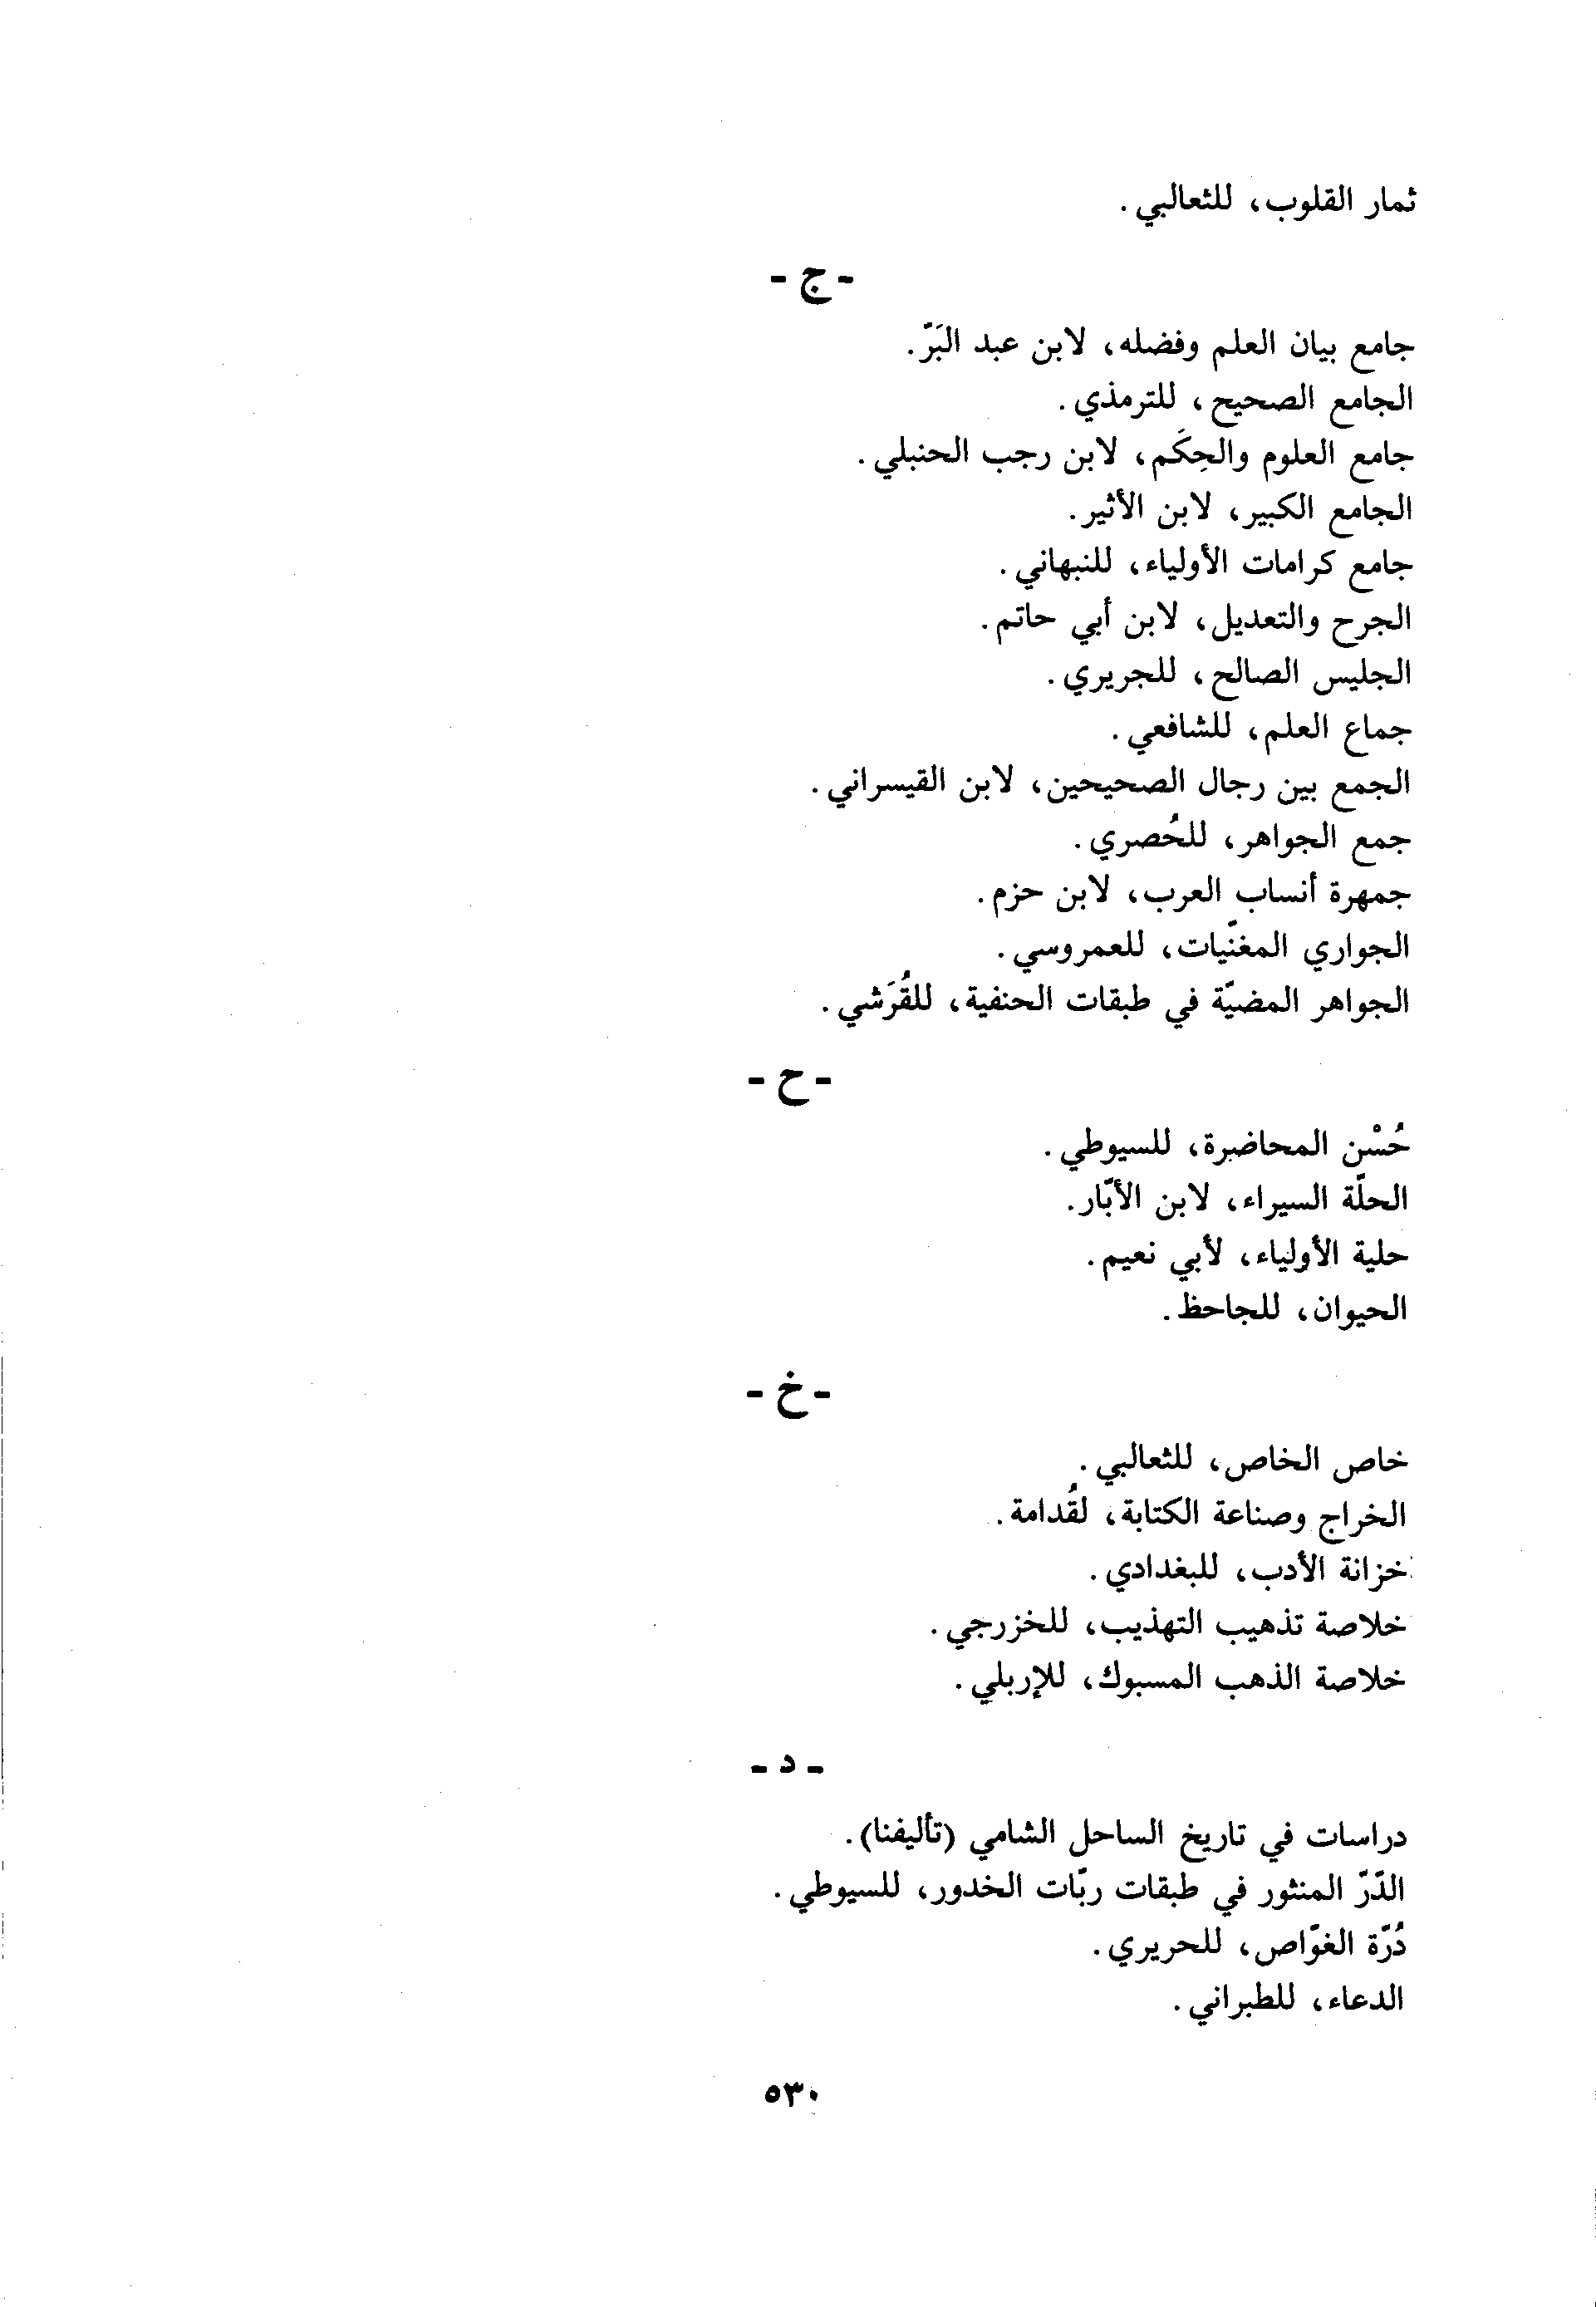 ثمار القلوب، للثعالبي.
- ج -
جامع بيان العلم وفضله، لابن عبد البَرّ.
الجامع الصحيح، للترمذي.
جامع العلوم والحِكَم، لابن رجب الحنبلي.
الجامع الكبير، لابن الأثير.
جامع كرامات الأولياء، للنبهاني.
الجرح والتعديل، لابن أبي حاتم.
الجليس الصالح، للجريري.
جماع العلم، للشافعي.
الجمع بين رجال الصحيحين، لابن القيسراني.
جمع الجواهر، للحُصري.
جمهرة أنساب العرب، لابن حزم.
الجواري المغنّيات، للعمروسي.
الجواهر المضيّة في طبقات الحنفية، للقُرَشي.
- ح -
حُسْن المحاضرة، للسيوطي.
الحلّة السيراء، لابن الأبّار.
حلية الأولياء، لأبي نعيم.
الحيوان، للجاحظ.
- خ -
خاص الخاص، للثعالبي.
الخراج وصناعة الكتابة، لقُدامة.
خزانة الأدب، للبغدادي.
خلاصة تذهيب التهذيب، للخزرجي.
خلاصة الذهب المسبوك، للإربلي.
- د -
دراسات في تاريخ الساحل الشامي (تأليفنا).
الدّرّ المنثور في طبقات ربّات الخدور، للسيوطي.
دُرّة الغوّاص، للحريري.
الدعاء، للطبراني.
٥٣٠